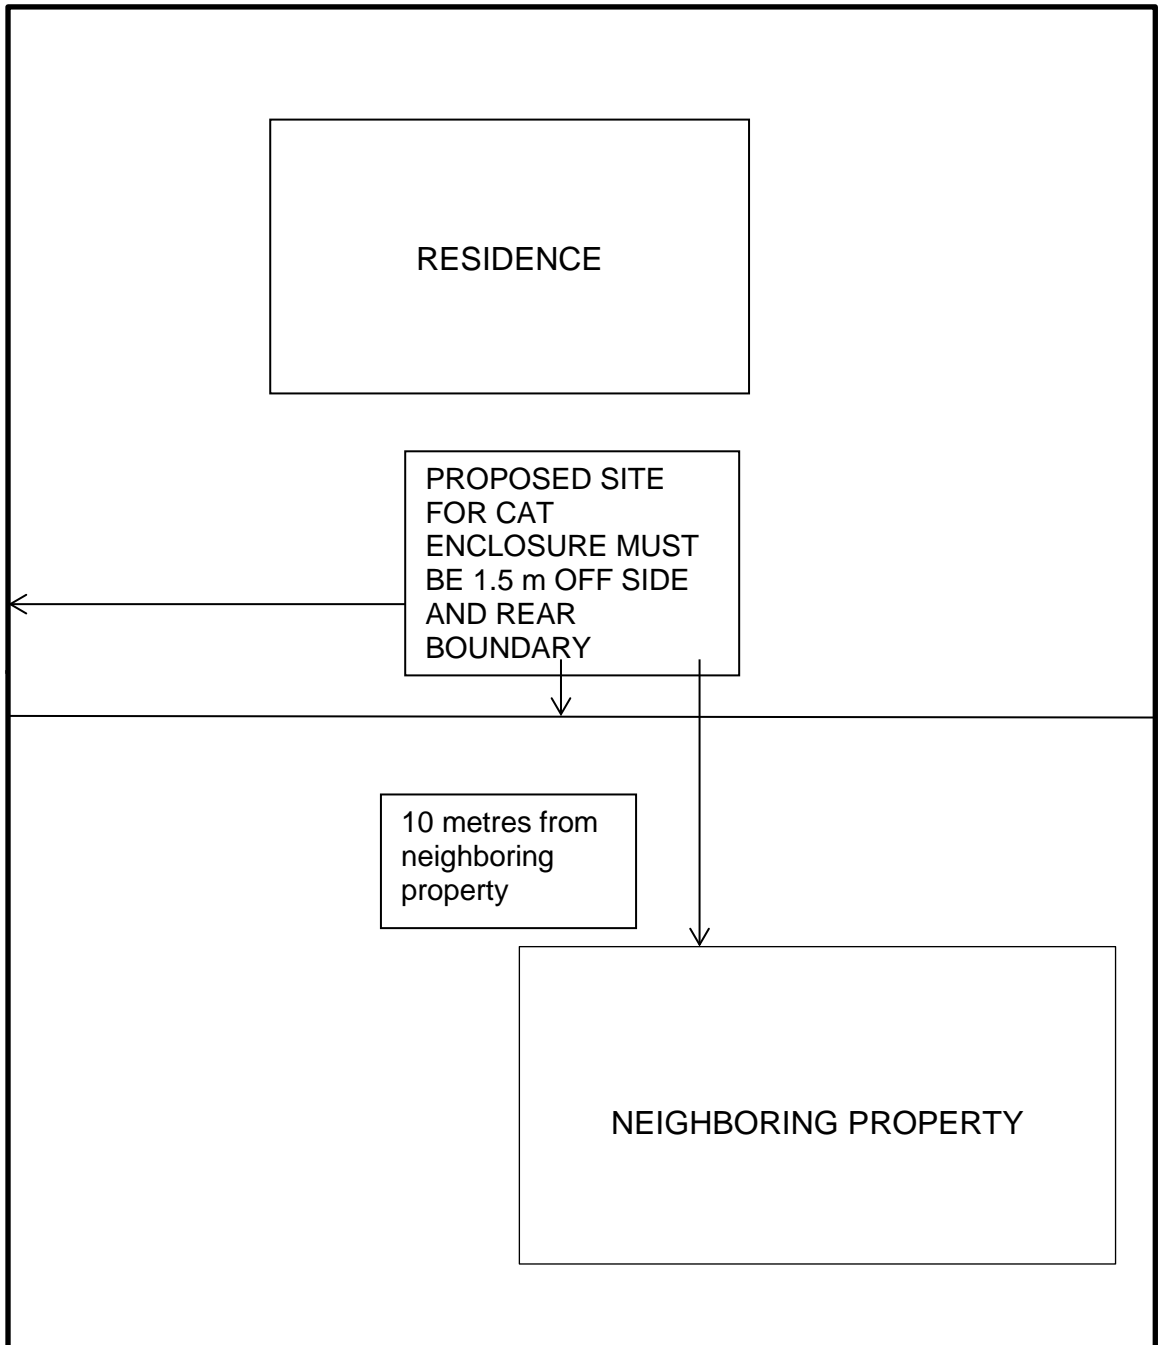 RESIDENCE
PROPOSED SITE
FOR CAT
ENCLOSURE MUST
BE 1.5 m OFF SIDE
AND REAR
BOUNDARY
10 metres from
neighboring
property
NEIGHBORING PROPERTY